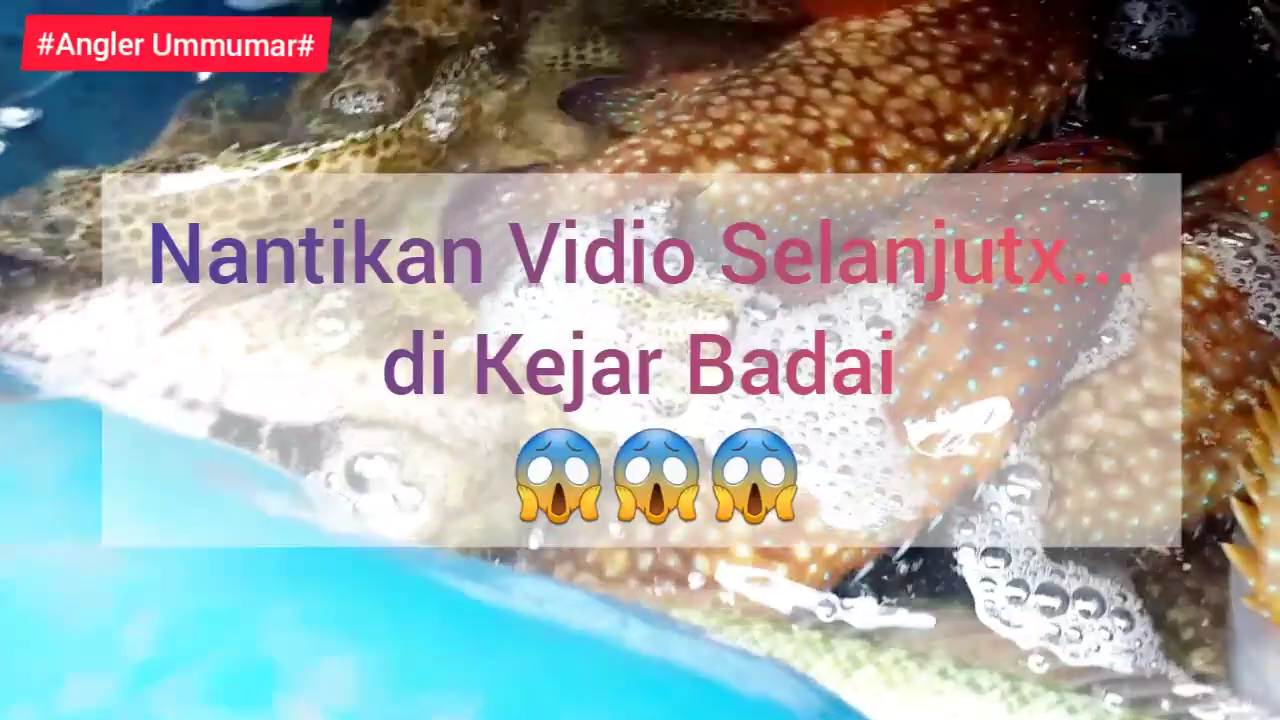 #Angler Ummumar#
Nantikan Vidio Selanjutx...
di Kejar Badai
😱😱😱